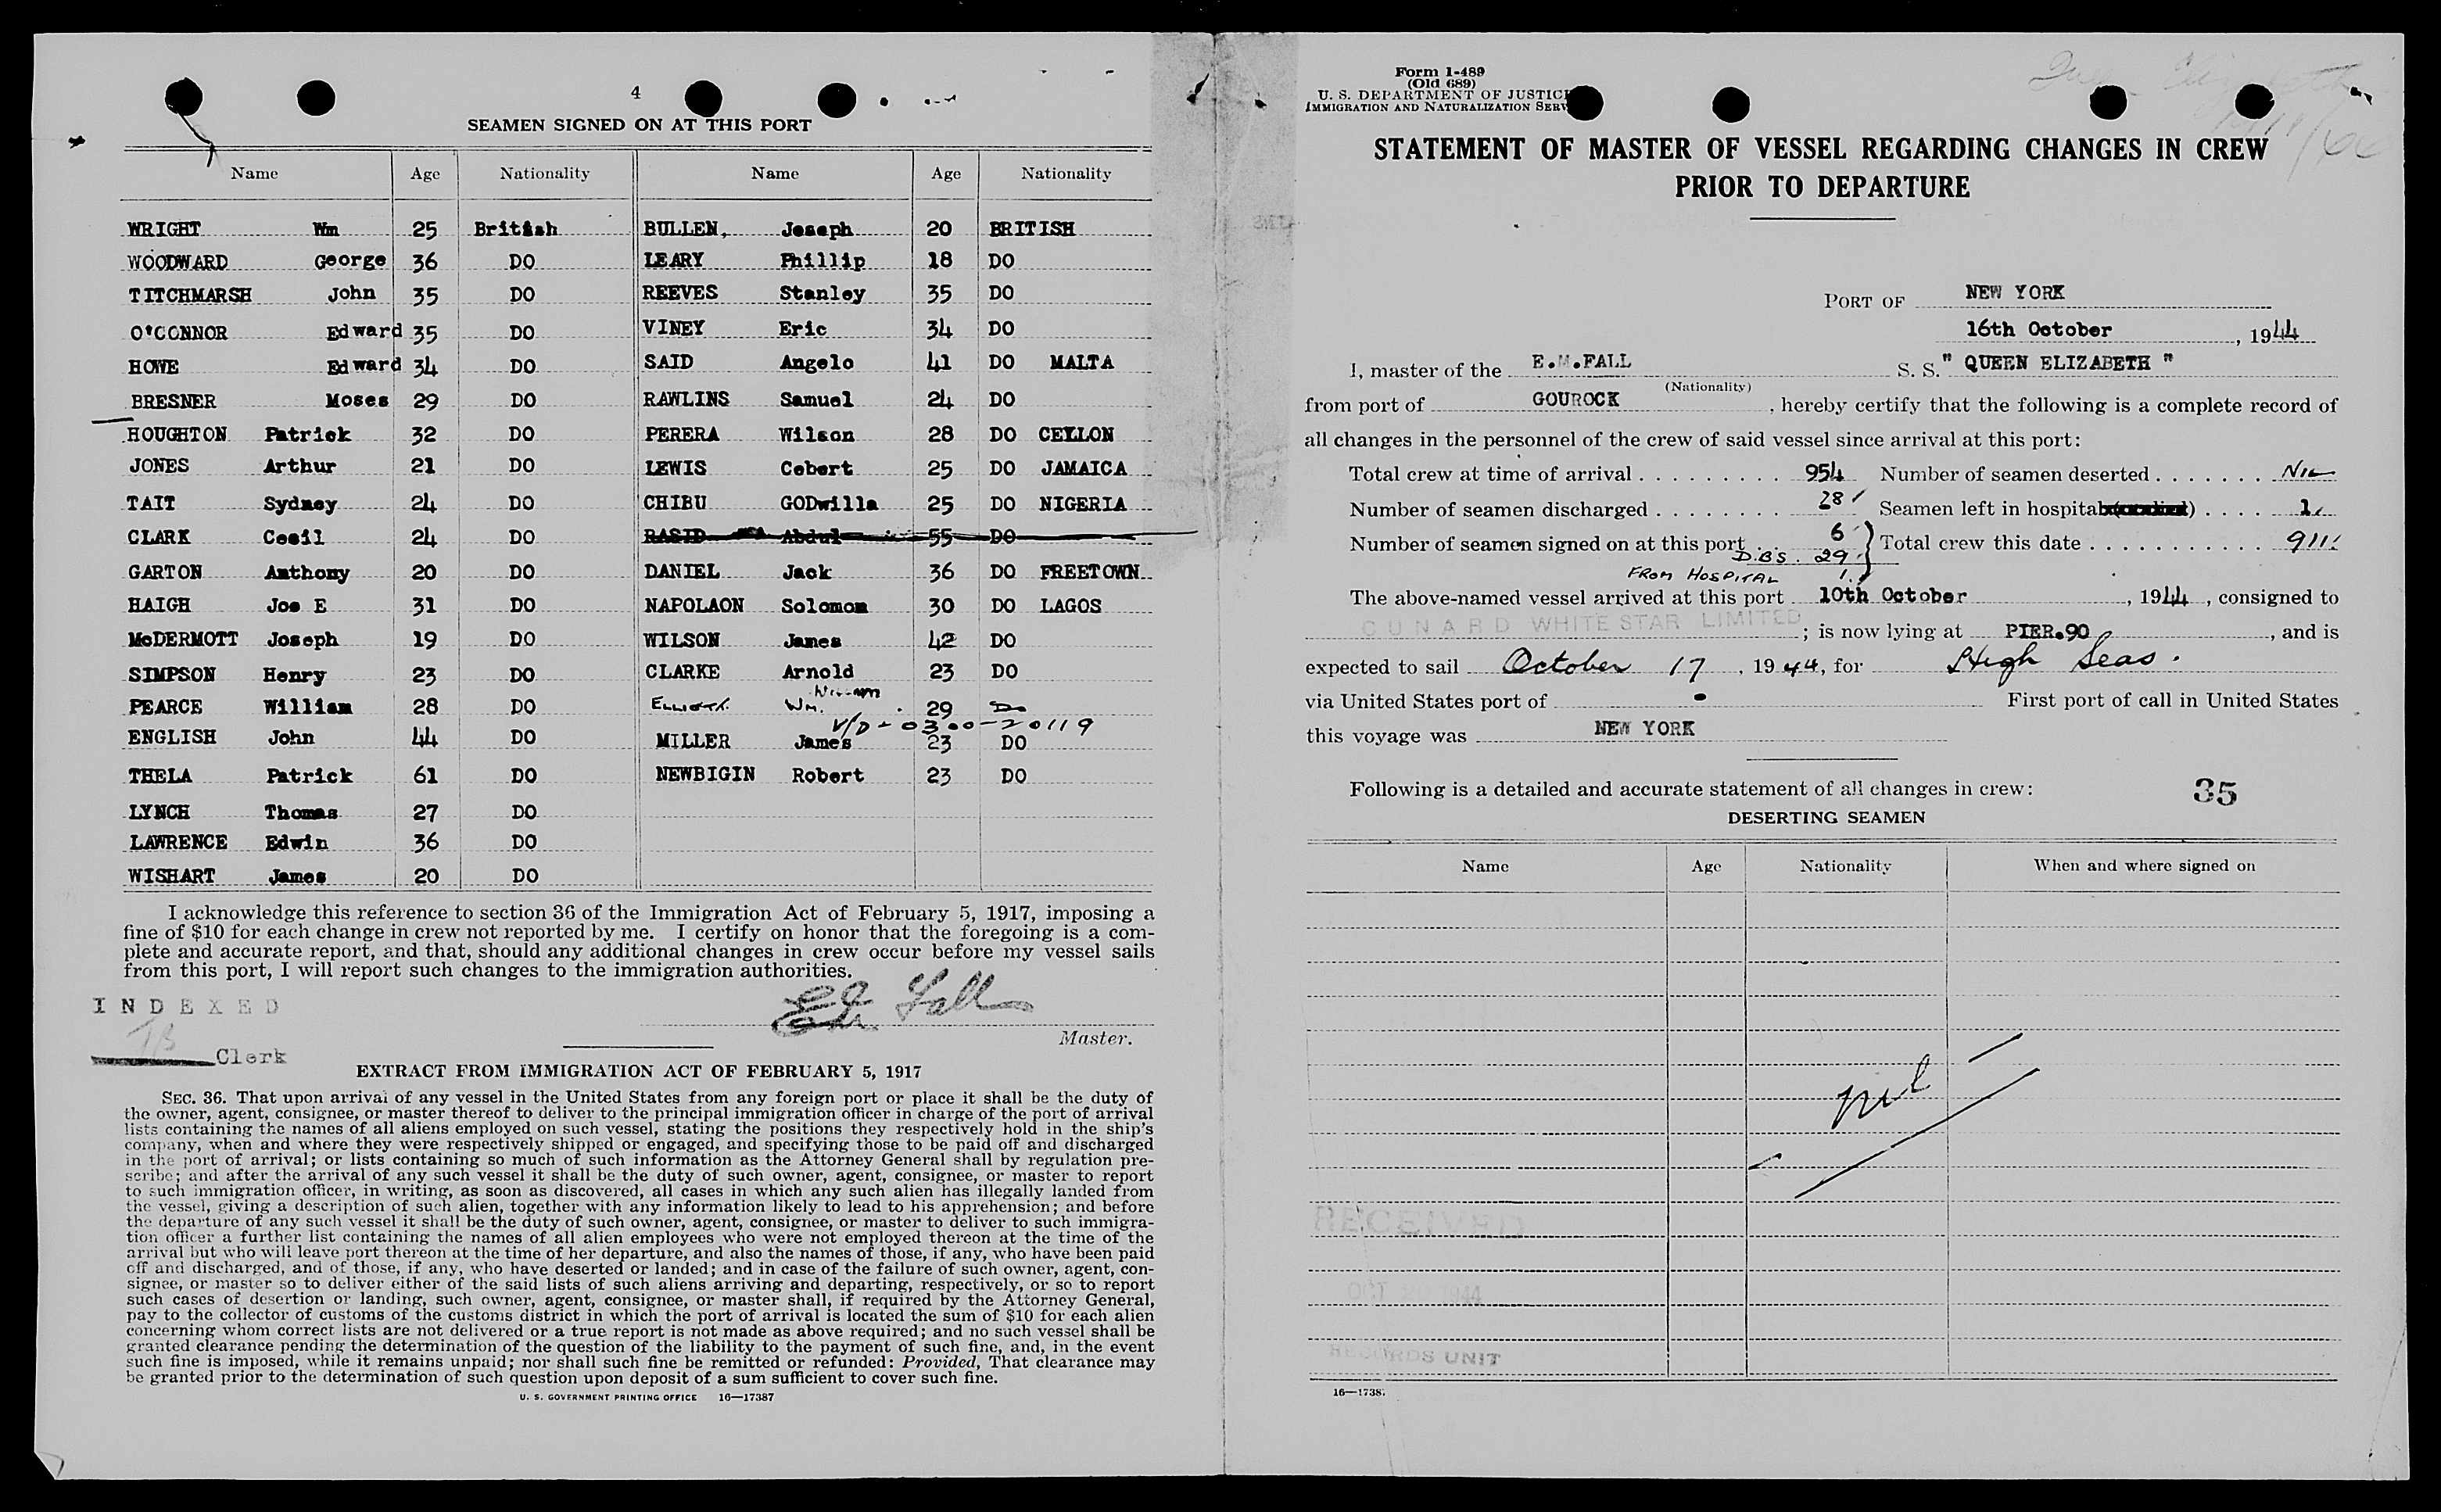 4
SEAMEN SIGNED ON AT THIS PORT
Name Age Nationality Name Age Nationality
WRIGHT Wm 25 Britis̶h BULLEN, Joseph 20 BRITISH
WOODWARD George 36 DO LEARY Phillip 18 DO
TITCHMARSH John 35 DO REEVES Stanley 35 DO
O'CONNOR Edward 35 DO VINEY Eric 34 DO
HOWE Edward 34 DO SAID Angelo 41 DO MALTA
BRESNER Moses 29 DO RAWLINS Samuel 24 DO
HOUGHTON Patrick 32 DO PERERA Wilson 28 DO CEYLON
JONES Arthur 21 DO LEWIS Cebert 25 DO JAMAICA
TAIT Sydney 24 DO CHIBU GODwilla 25 DO NIGERIA
CLARK Cecil 24 DO RASID Abdul 55 DO
GARTON Anthony 20 DO DANIEL Jack 36 DO FREETOWN
HAIGH Joe E 31 DO NAPOLAON Solomon 30 DO LAGOS
McDERMOTT Joseph 19 DO WILSON James 42 DO
SIMPSON Henry 23 DO CLARKE Arnold 23 DO
William
PEARCE William 28 DO ELLIOTT. WM. 29 Do
V/D - 0300-20119
ENGLISH John 44 DO MILLER James 23 DO
THELA Patrick 61 DO NEWBIGIN Robert 23 DO
LYNCH Thomas 27 DO
LAWRENCE Edwin 36 DO
WISHART James 20 DO
I acknowledge this reference to section 36 of the Immigration Act of February 5, 1917, imposing a
fine of $10 for each change in crew not reported by me. I certify on honor that the foregoing is a com-
plete and accurate report, and that, should any additional changes in crew occur before my vessel sails
from this port, I will report such changes to the immigration authorities.
INDEXED
Fall
Master.
Clerk
EXTRACT FROM IMMIGRATION ACT OF FEBRUARY 5, 1917
SEC. 36. That upon arrival of any vessel in the United States from any foreign port or place it shall be the duty of
the owner, agent, consignee, or master thereof to deliver to the principal immigration officer in charge of the port of arrival
lists containing the names of all aliens employed on such vessel, stating the positions they respectively hold in the ship's
company, when and where they were respectively shipped or engaged, and specifying those to be paid off and discharged
in the port of arrival; or lists containing so much of such information as the Attorney General shall by regulation pre-
scribe; and after the arrival of any such vessel it shall be the duty of such owner, agent, consignee, or master to report
to such immigration officer, in writing, as soon as discovered, all cases in which any such alien has illegally landed from
the vessel, giving a description of such alien, together with any information likely to lead to his apprehension; and before
the departure of any such vessel it shall be the duty of such owner, agent, consignee, or master to deliver to such immigra-
tion officer a further list containing the names of all alien employees who were not employed thereon at the time of the
arrival but who will leave port thereon at the time of her departure, and also the names of those, if any, who have been paid
off and discharged, and of those, if any, who have deserted or landed; and in case of the failure of such owner, agent, con-
signee, or master so to deliver either of the said lists of such aliens arriving and departing, respectively, or so to report
such cases of desertion or landing, such owner, agent, consignee, or master shall, if required by the Attorney General,
pay to the collector of customs of the customs district in which the port of arrival is located the sum of $10 for each alien
concerning whom correct lists are not delivered or a true report is not made as above required; and no such vessel shall be
granted clearance pending the determination of the question of the liability to the payment of such fine, and, in the event
such fine is imposed, while it remains unpaid; nor shall such fine be remitted or refunded: Provided, That clearance may
be granted prior to the determination of such question upon deposit of a sum sufficient to cover such fine.
U. S. GOVERNMENT PRINTING OFFICE 16—17387
Form I-489
(Old 689)
U. S. DEPARTMENT OF JUSTICE
IMMIGRATION AND NATURALIZATION SERV
Queen Elizabeth
STATEMENT OF MASTER OF VESSEL REGARDING CHANGES IN CREW
PRIOR TO DEPARTURE
PORT OF NEW YORK
16th October, 1944
I, master of the E.M.FALL S. S. " QUEEN ELIZABETH "
(Nationality)
from port of GOUROCK, hereby certify that the following is a complete record of
all changes in the personnel of the crew of said vessel since arrival at this port:
Total crew at time of arrival 954 Number of seamen deserted NIL
Number of seamen discharged 28 Seamen left in hospital 1
Number of seamen signed on at this port 6 Total crew this date 911
D.B.S. 29
FROM HOSPITAL 1
The above-named vessel arrived at this port 10th October, 1944, consigned to
CUNARD WHITE STAR LIMITED; is now lying at PIER.90, and is
expected to sail October 17, 1944, for High Seas.
via United States port of First port of call in United States
this voyage was NEW YORK
Following is a detailed and accurate statement of all changes in crew: 35
DESERTING SEAMEN
Name Age Nationality When and where signed on
nil
RECEIVED
OCT 20 1944
RECORDS UNIT
16—1738